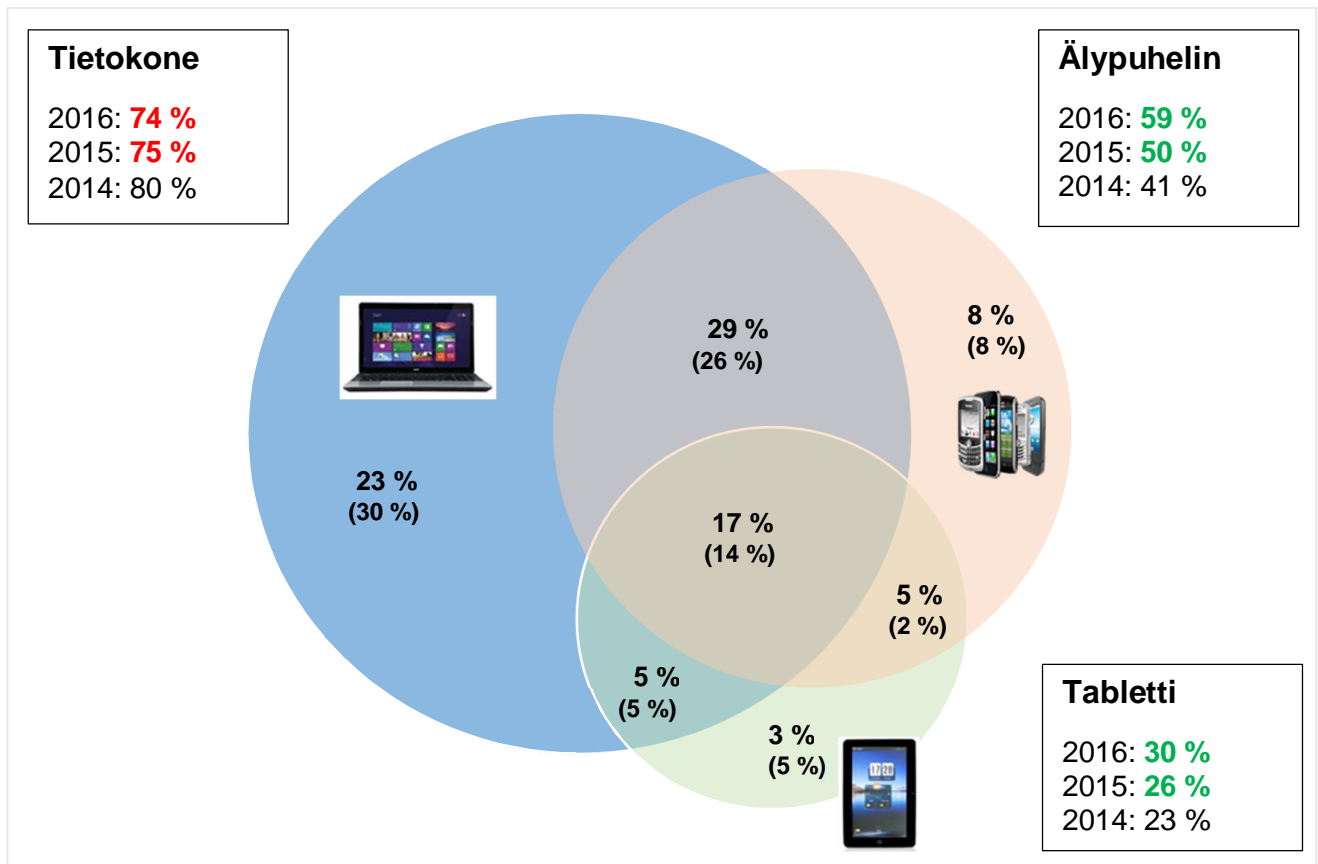 Tietokone
2016: 74 %
2015: 75 %
2014: 80 %
Älypuhelin
2016: 59 %
2015: 50 %
2014: 41 %
29 %
(26 %)
8 %
(8 %)
23 %
(30 %)
17 %
(14 %)
5 %
(2 %)
5 %
(5 %)
3 %
(5 %)
Tabletti
2016: 30 %
2015: 26 %
2014: 23 %